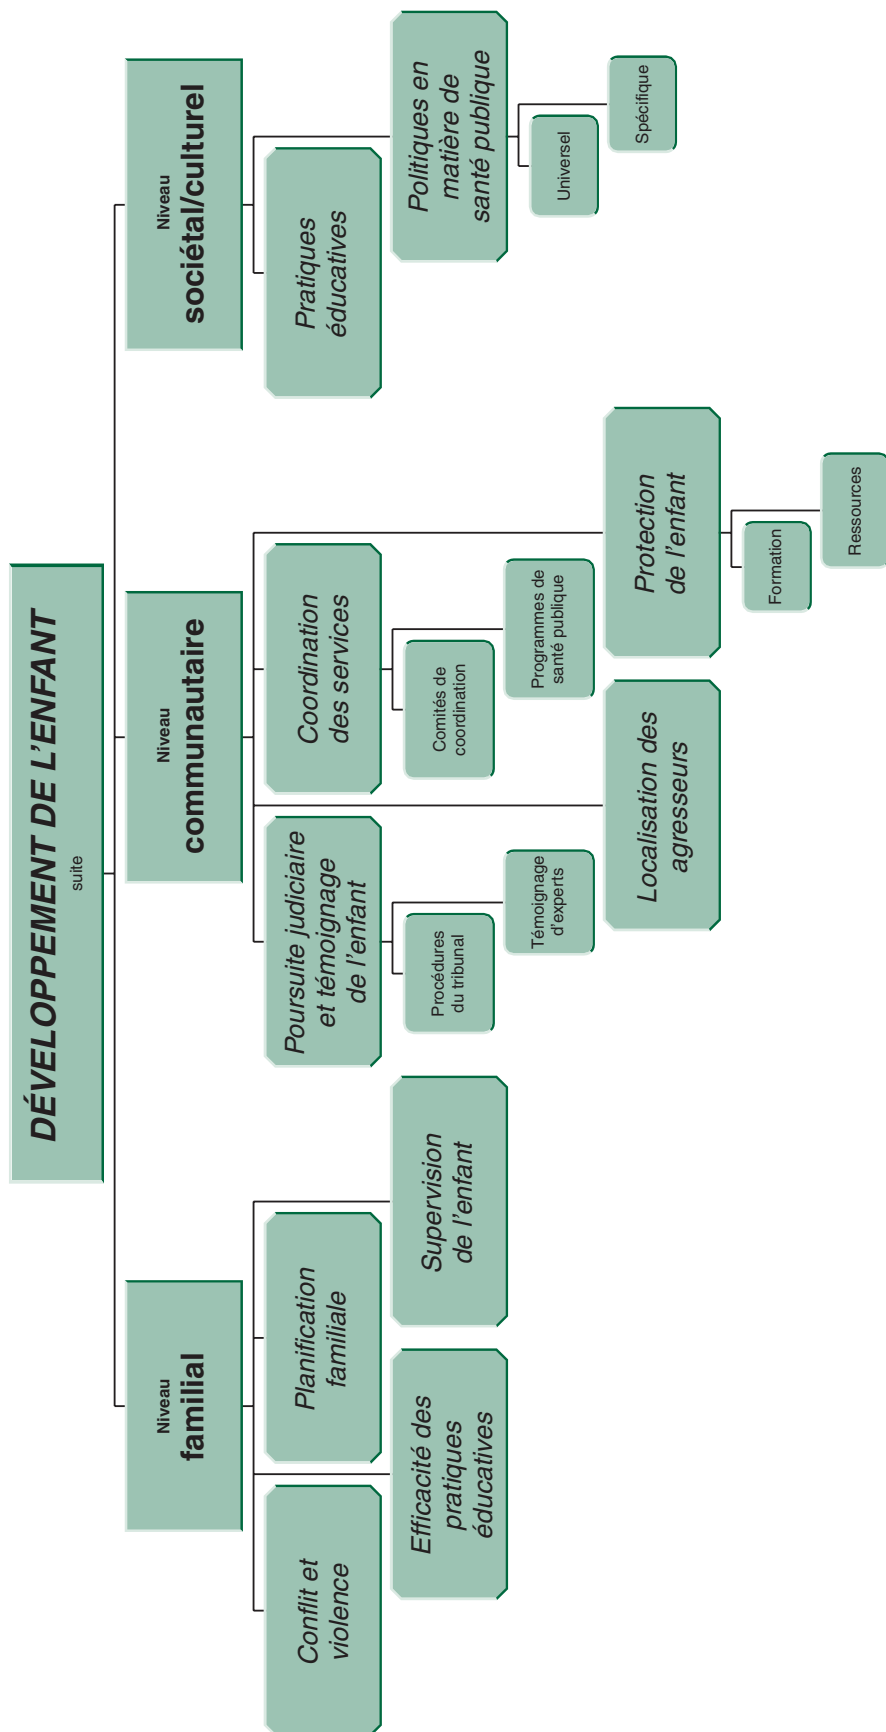 DÉVELOPPEMENT DE L'ENFANT
suite
Niveau
familial
Conflit et
violence
Efficacité des
pratiques
éducatives
Planification
familiale
Supervision
de l'enfant
Niveau
communautaire
Poursuite judiciaire
et témoignage
de l'enfant
Procédures
du tribunal
Témoignage
d'experts
Localisation des
agresseurs
Coordination
des services
Comités de
coordination
Programmes de
santé publique
Protection
de l'enfant
Formation
Ressources
Niveau
sociétal/culturel
Pratiques
éducatives
Politiques en
matière de
santé publique
Universel
Spécifique